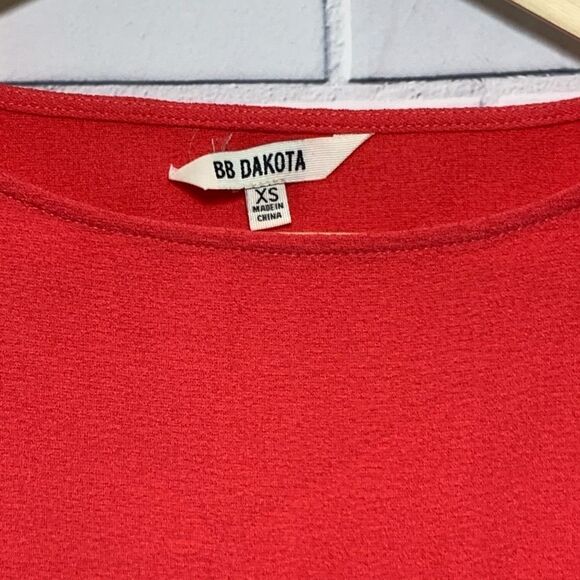 BB DAKOTA
XS
MADE IN
CHINA